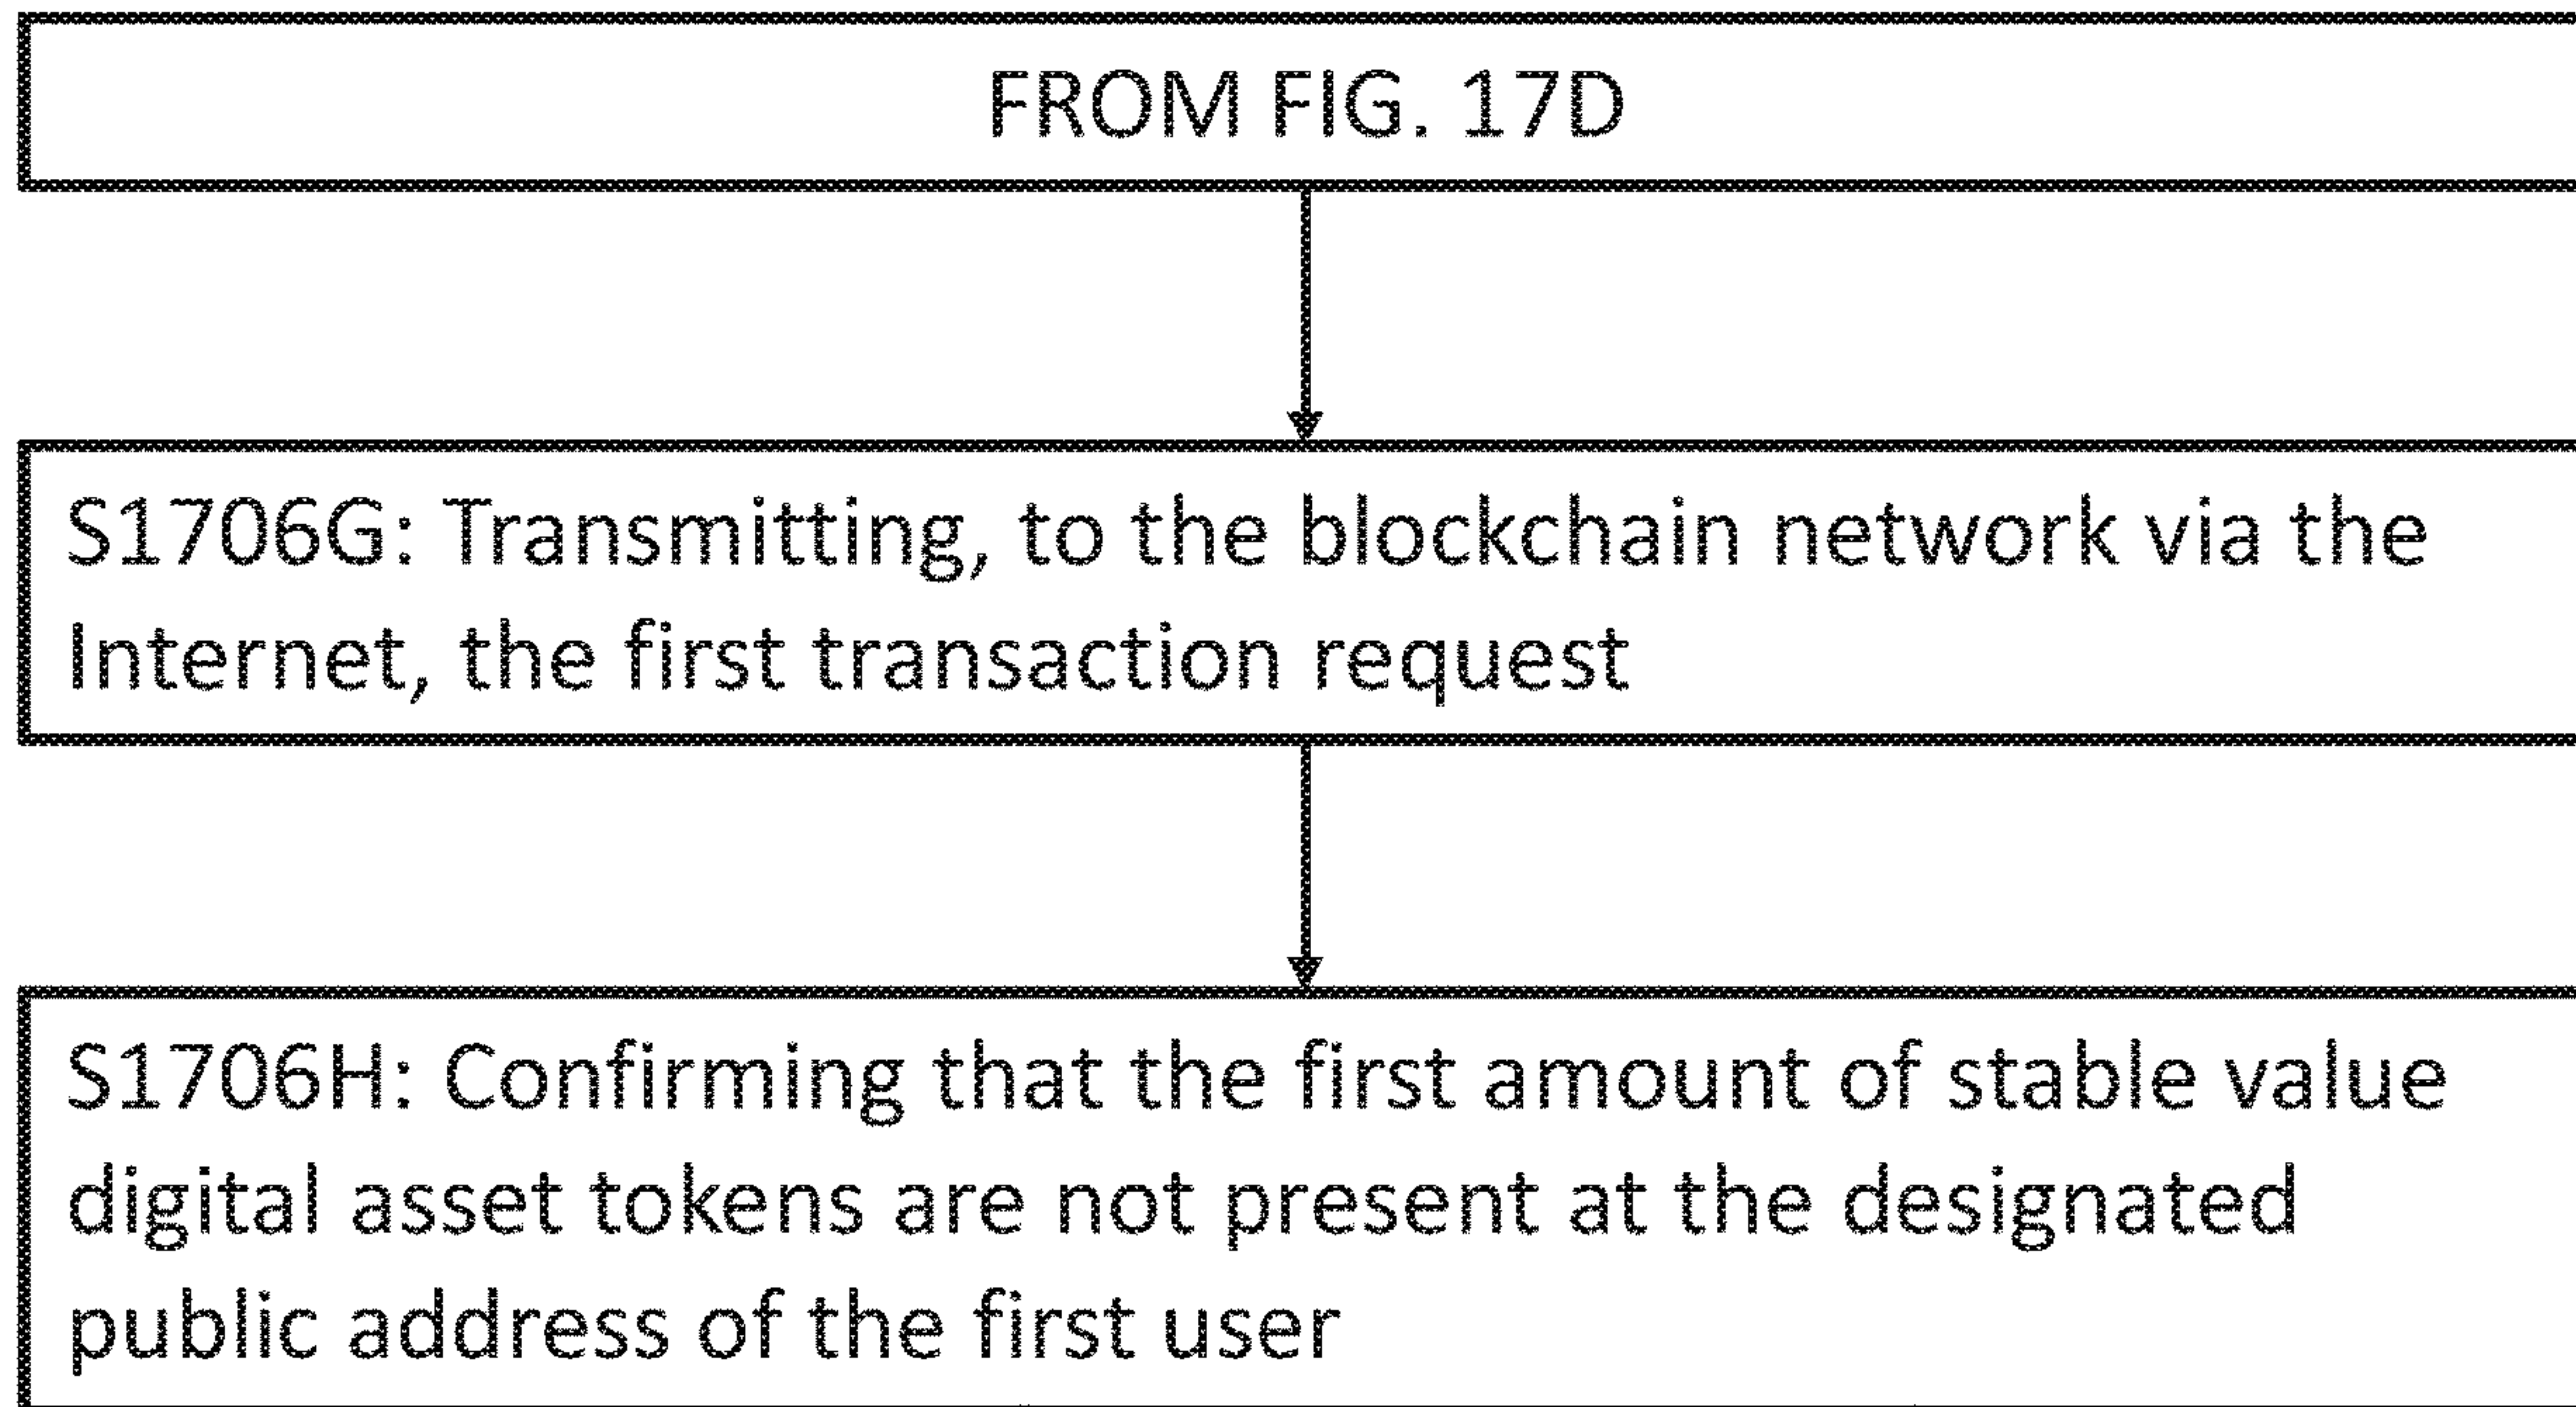 FROM FIG. 17D
S1706G: Transmitting, to the blockchain network via the
Internet, the first transaction request
S1706H: Confirming that the first amount of stable value
digital asset tokens are not present at the designated
public address of the first user